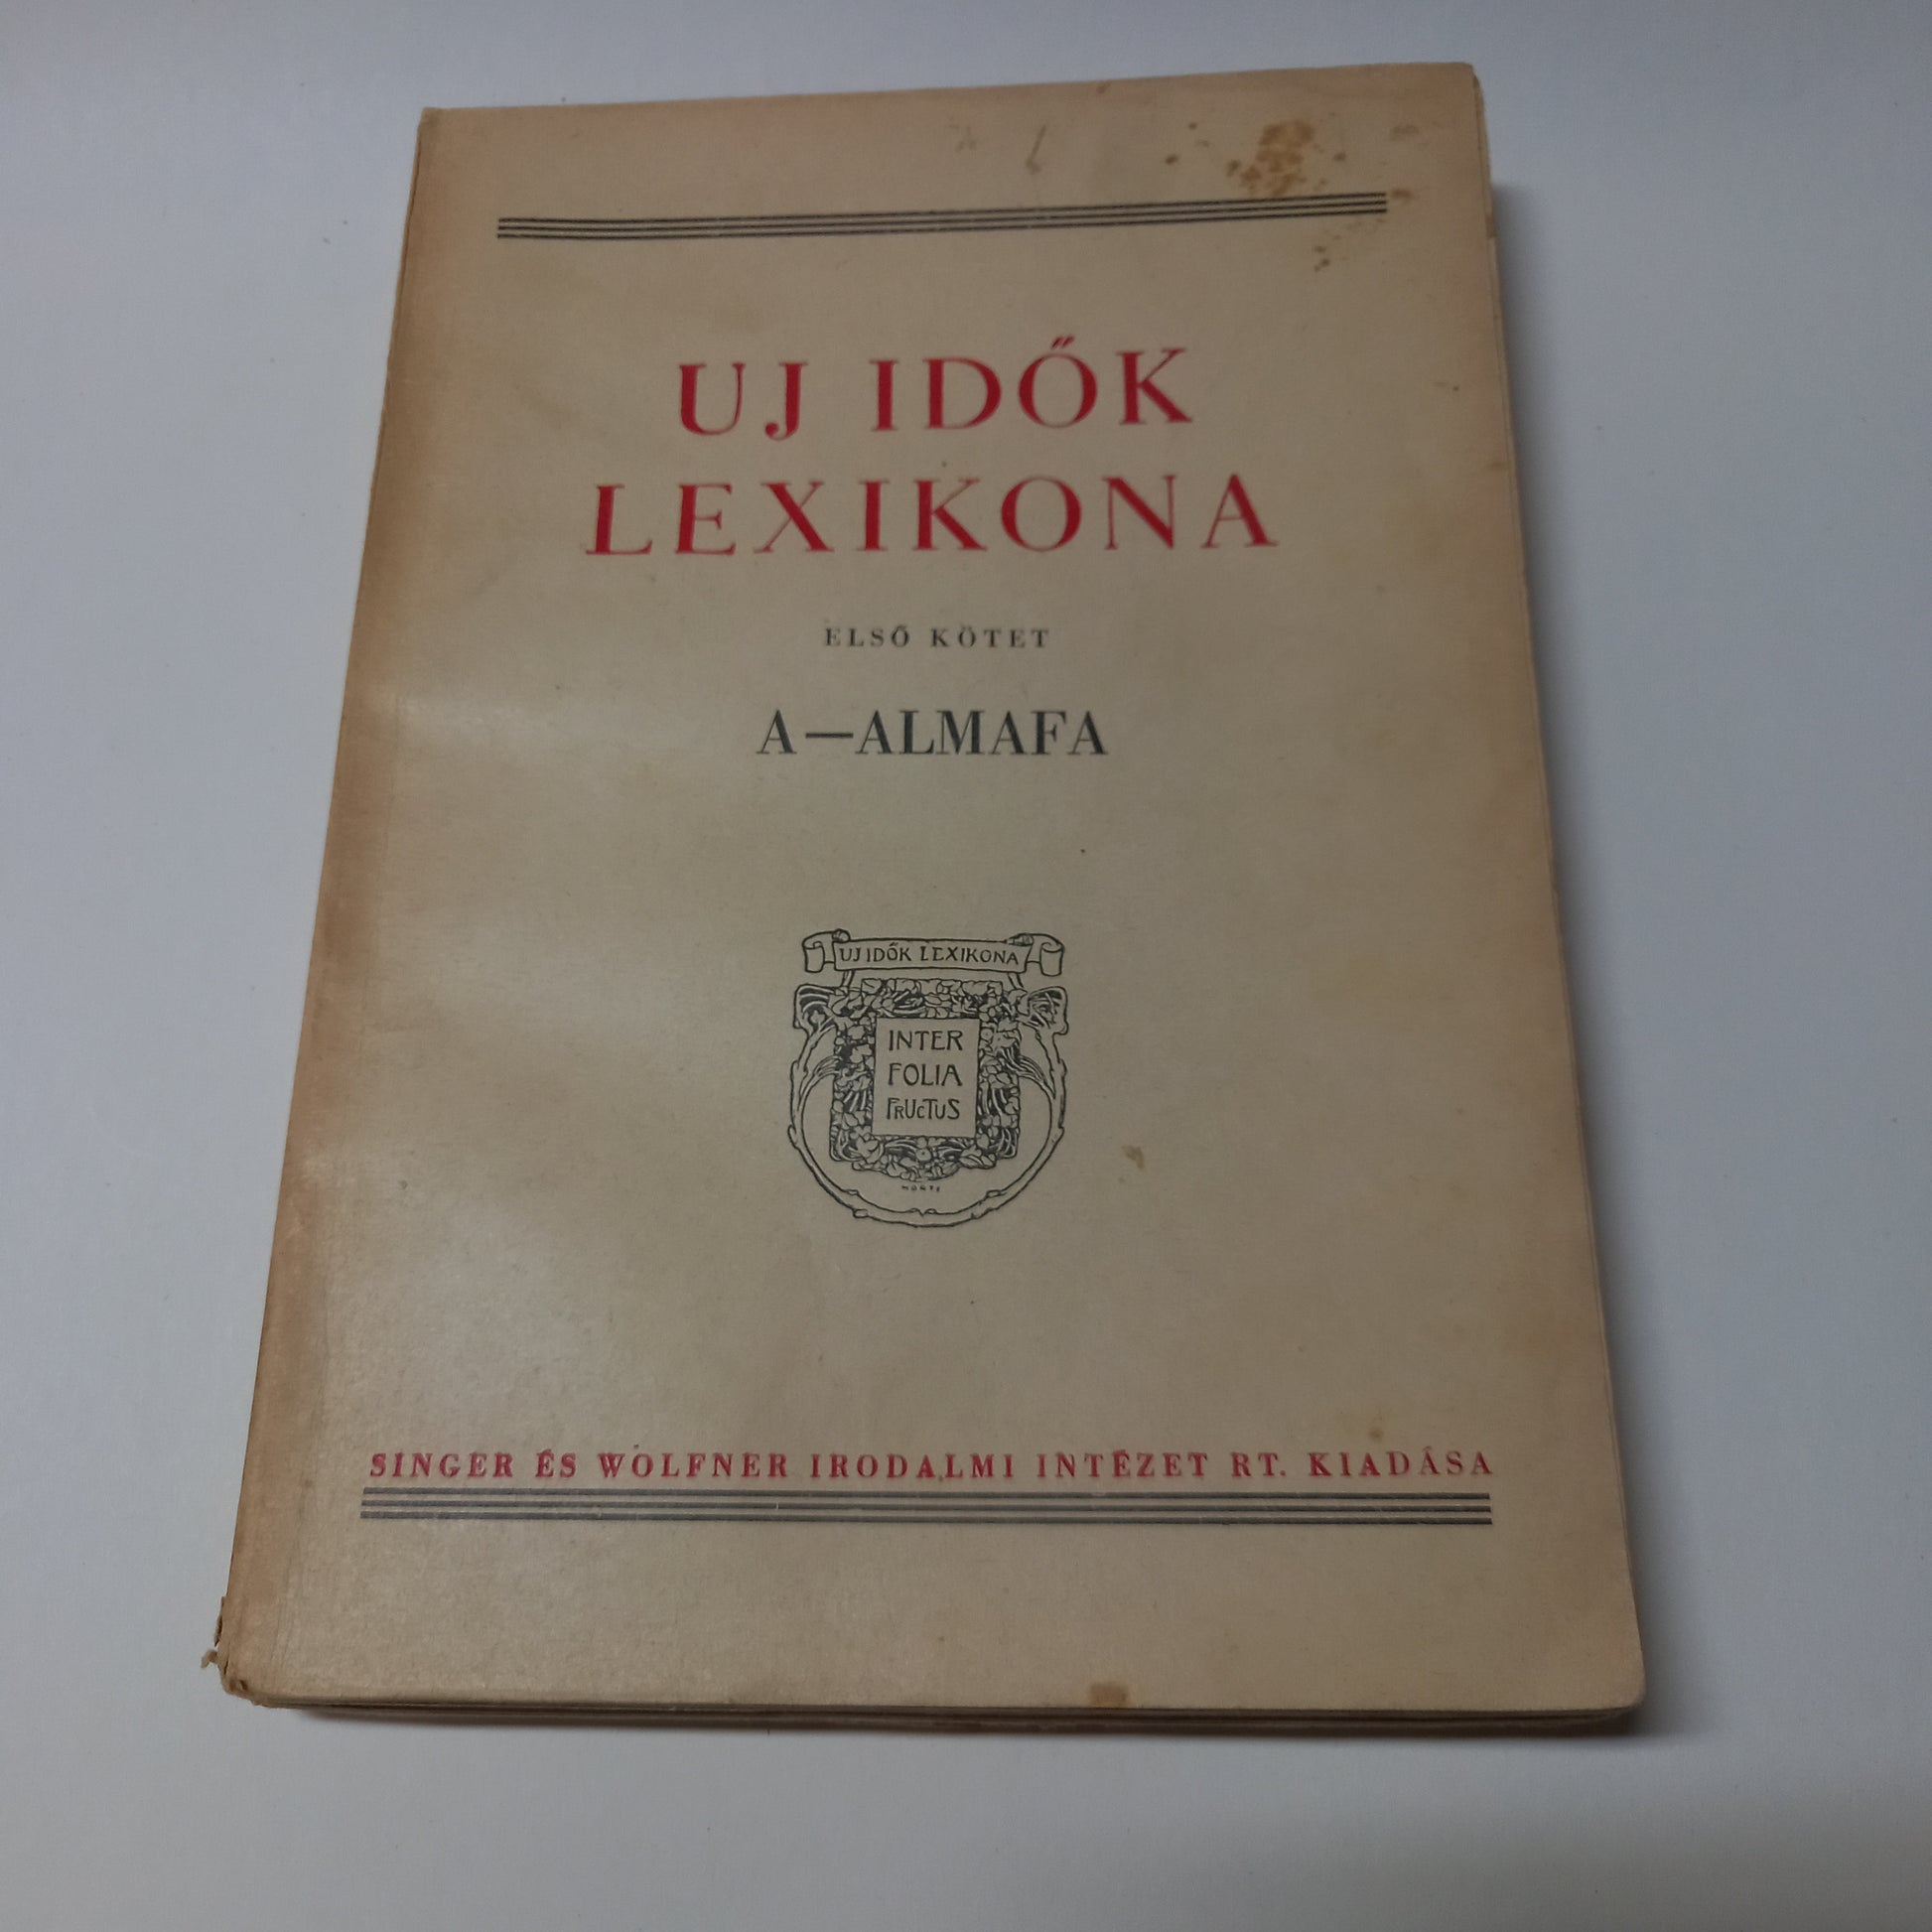 UJ IDŐK
LEXIKONA
ELSŐ KÖTET
A—ALMAFA
UJ IDŐK LEXIKONA
INTER
FOLIA
FRUCTUS
SINGER ÉS WOLFNER IRODALMI INTÉZET RT. KIADÁSA